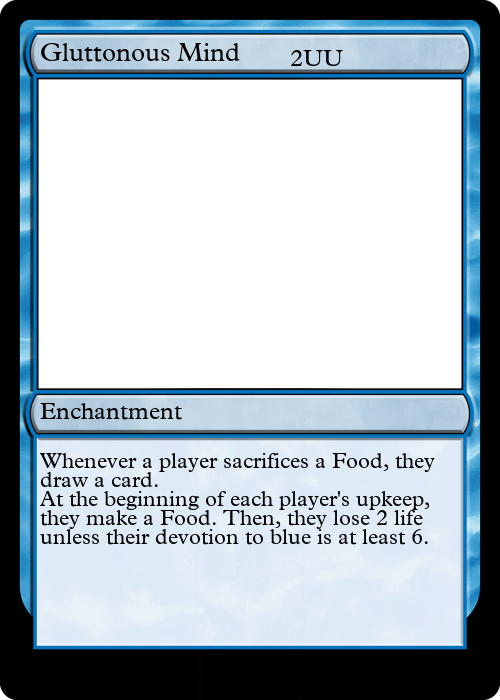 Gluttonous Mind 2UU
Enchantment
Whenever a player sacrifices a Food, they
draw a card.
At the beginning of each player's upkeep,
they make a Food. Then, they lose 2 life
unless their devotion to blue is at least 6.